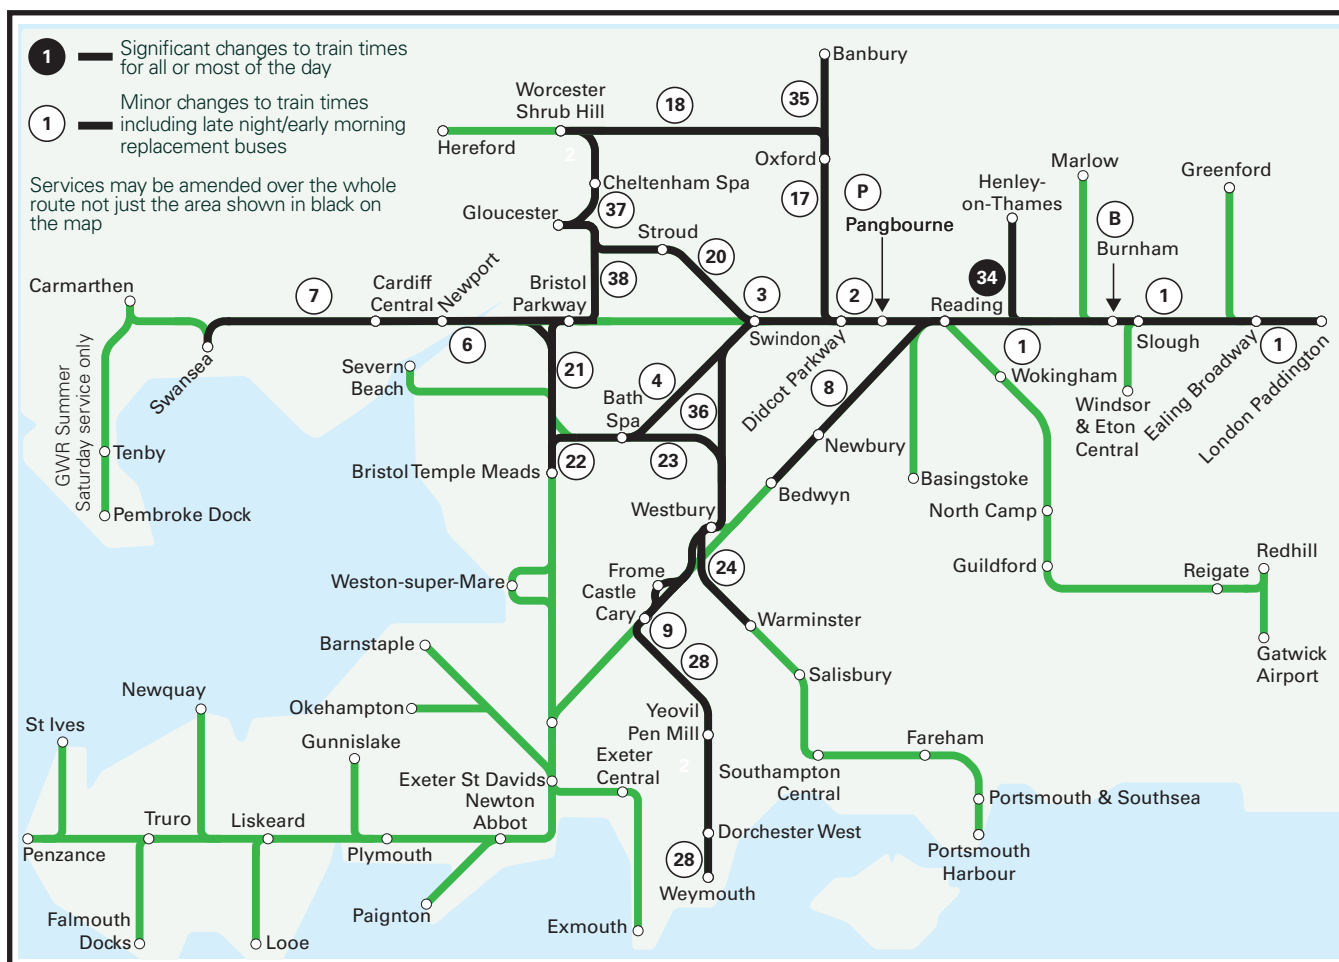 1
Significant changes to train times
for all or most of the day
1
Minor changes to train times
including late night/early morning
replacement buses
Services may be amended over the whole
route not just the area shown in black on
the map
Banbury
35
Worcester
Shrub Hill
18
Hereford
2
Oxford
Marlow
Greenford
Cheltenham Spa
17
P
Pangbourne
Henley-
on-Thames
B
Burnham
Gloucester
37
Stroud
20
38
34
Carmarthen
7
Cardiff
Central
Newport
Bristol
Parkway
3
2
Reading
1
Swansea
6
21
Swindon
Didcot Parkway
1
Slough
Ealing Broadway
1
London Paddington
GWR Summer
Saturday service only
Severn
Beach
4
Bath
Spa
36
8
Wokingham
Windsor
& Eton
Central
Newbury
Tenby
22
23
Bristol Temple Meads
Bedwyn
Basingstoke
Pembroke Dock
Westbury
North Camp
Weston-super-Mare
Frome
Castle
Cary
24
Guildford
Reigate
Redhill
9
Warminster
Barnstaple
28
Salisbury
Gatwick
Airport
Newquay
Okehampton
Yeovil
Pen Mill
St Ives
Gunnislake
2
Fareham
Exeter St Davids
Exeter
Central
Southampton
Central
Newton
Abbot
Portsmouth & Southsea
Truro
Liskeard
Dorchester West
Penzance
Plymouth
28
Portsmouth
Harbour
Weymouth
Falmouth
Docks
Looe
Paignton
Exmouth